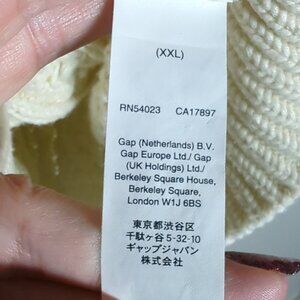 (XXL)
RN54023 CA17897
Gap (Netherlands) B.V.
Gap Europe Ltd./ Gap
(UK Holdings) Ltd./
Berkeley Square House,
Berkeley Square,
London W1J 6BS
東京都渋谷区
千駄ヶ谷5-32-10
ギャップジャパン
株式会社